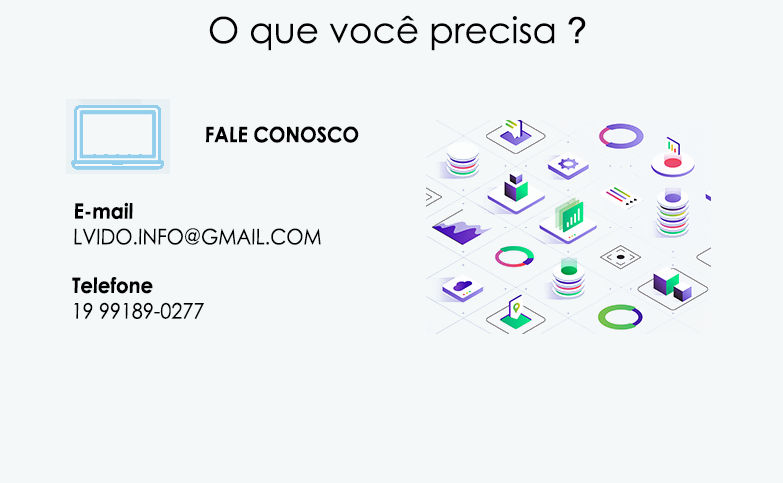 O que você precisa ?
FALE CONOSCO
E-mail
LVIDO.INFO@GMAIL.COM
Telefone
19 99189-0277